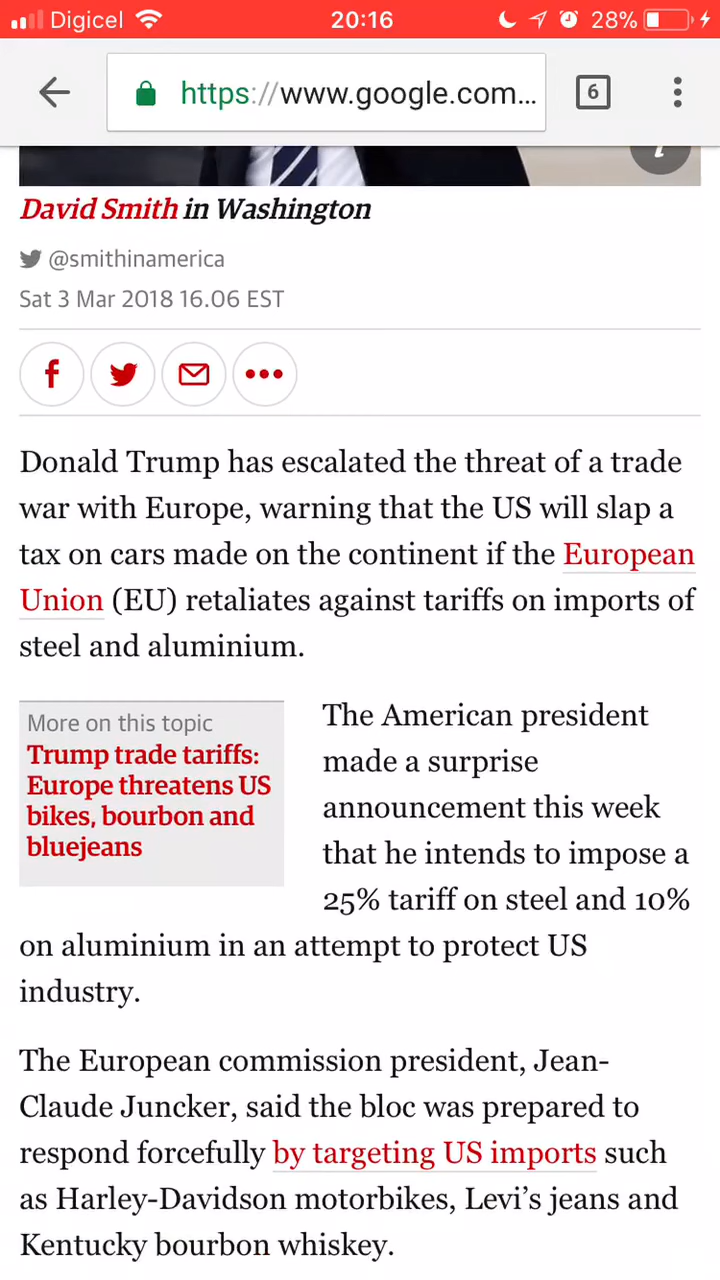 Digicel 20:16 28%
https://www.google.com... 6
David Smith in Washington
@smithinamerica
Sat 3 Mar 2018 16.06 EST
Donald Trump has escalated the threat of a trade
war with Europe, warning that the US will slap a
tax on cars made on the continent if the European
Union (EU) retaliates against tariffs on imports of
steel and aluminium.
More on this topic
Trump trade tariffs:
Europe threatens US
bikes, bourbon and
bluejeans
The American president
made a surprise
announcement this week
that he intends to impose a
25% tariff on steel and 10%
on aluminium in an attempt to protect US
industry.
The European commission president, Jean-
Claude Juncker, said the bloc was prepared to
respond forcefully by targeting US imports such
as Harley-Davidson motorbikes, Levi’s jeans and
Kentucky bourbon whiskey.